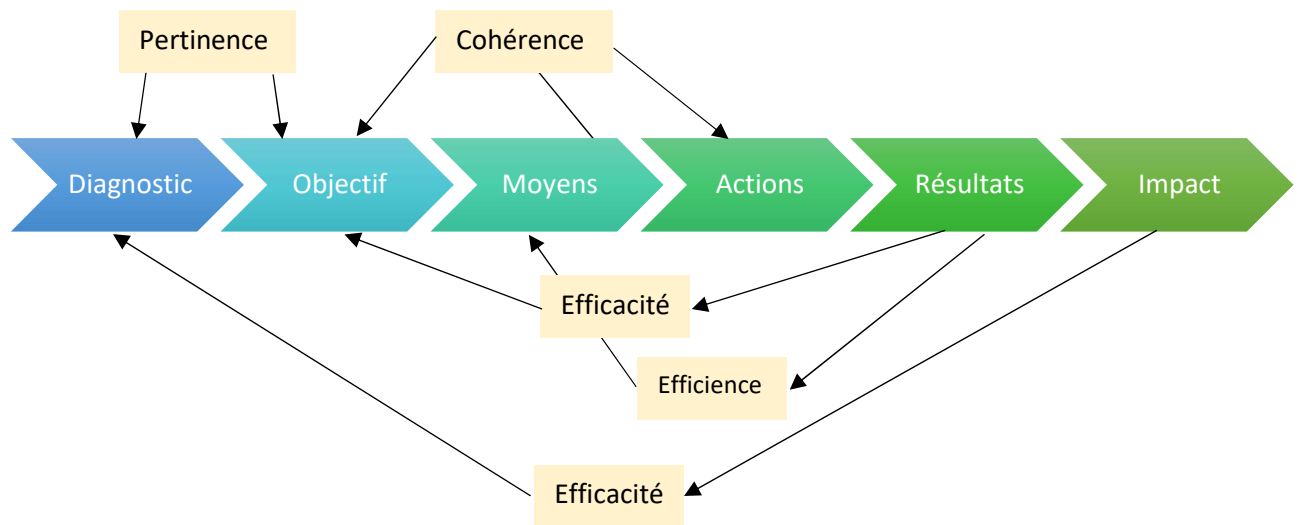 Pertinence
Cohérence
Diagnostic
Objectif
Moyens
Actions
Résultats
Impact
Efficacité
Efficience
Efficacité